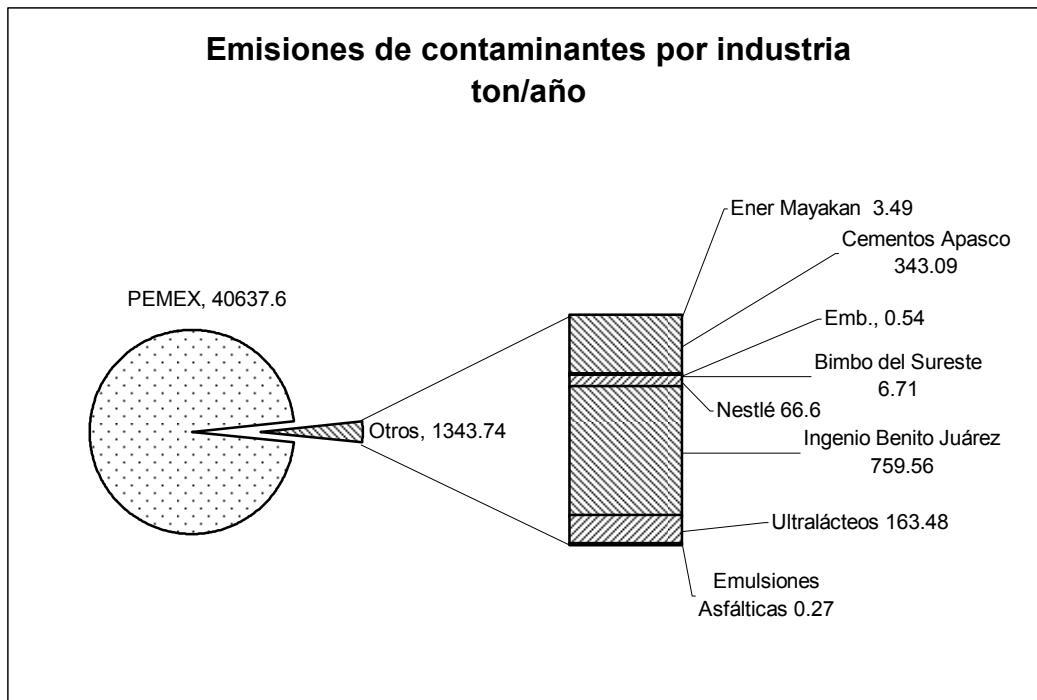 Emisiones de contaminantes por industria
ton/año
Ener Mayakan 3.49
Cementos Apasco
343.09
PEMEX, 40637.6
Emb., 0.54
Bimbo del Sureste
6.71
Nestlé 66.6
Otros, 1343.74
Ingenio Benito Juárez
759.56
Ultralácteos 163.48
Emulsiones
Asfálticas 0.27